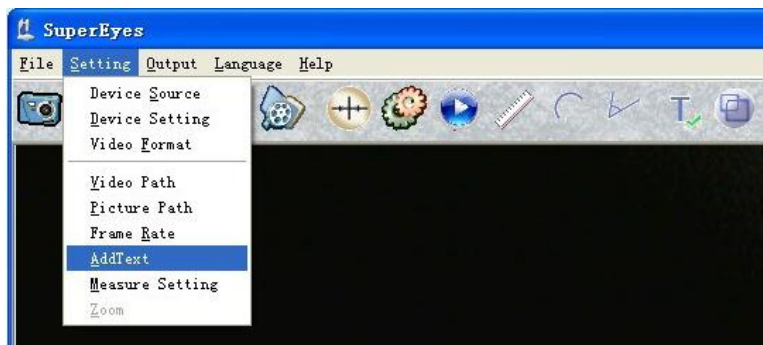 SuperEyes
File Setting Output Language Help
Device Source
Device Setting
Video Format
Video Path
Picture Path
Frame Rate
AddText
Measure Setting
Zoom
T